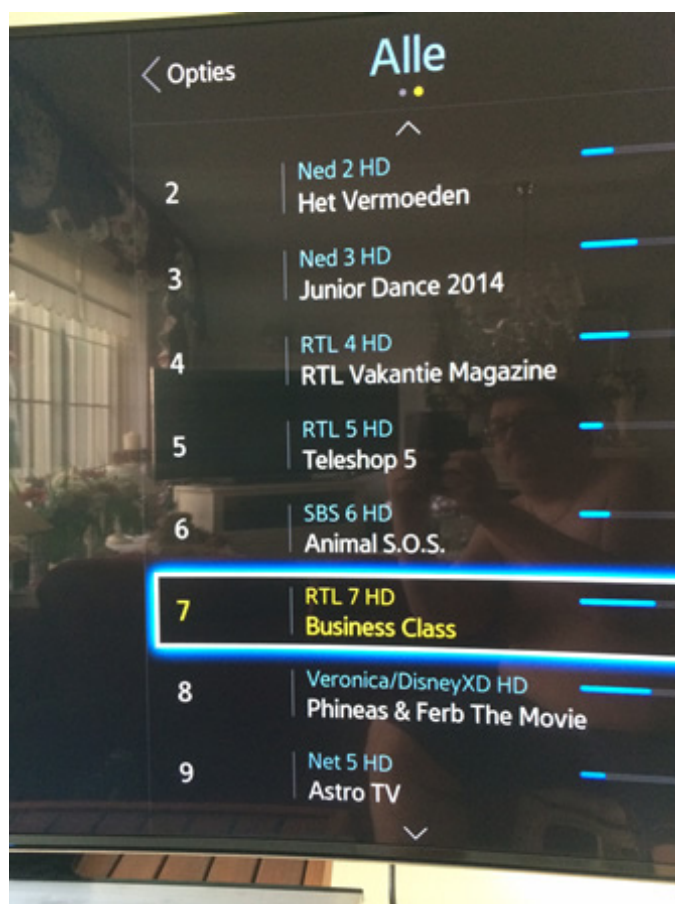 Opties
Alle
2
Ned 2 HD
Het Vermoeden
3
Ned 3 HD
Junior Dance 2014
4
RTL 4 HD
RTL Vakantie Magazine
5
RTL 5 HD
Teleshop 5
6
SBS 6 HD
Animal S.O.S.
7
RTL 7 HD
Business Class
8
Veronica/DisneyXD HD
Phineas & Ferb The Movie
9
Net 5 HD
Astro TV